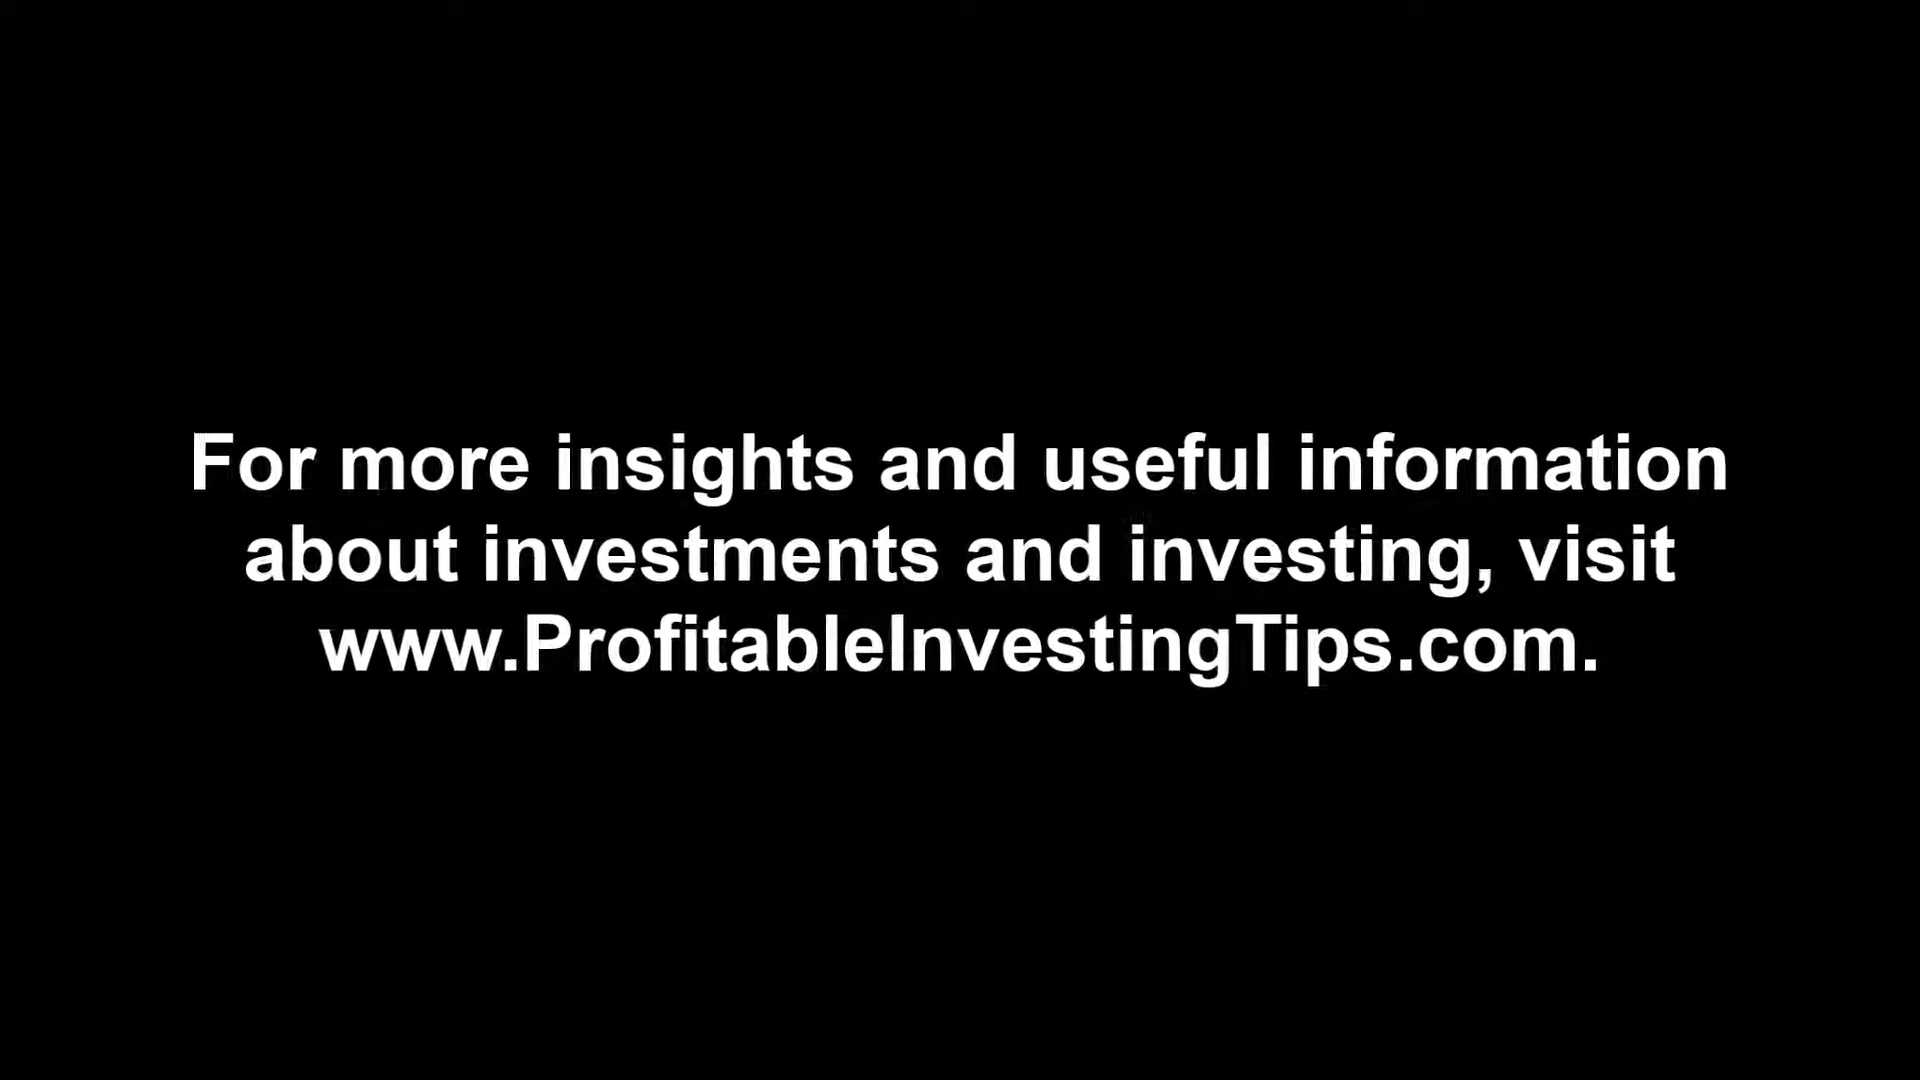 For more insights and useful information
about investments and investing, visit
www.ProfitableInvestingTips.com.